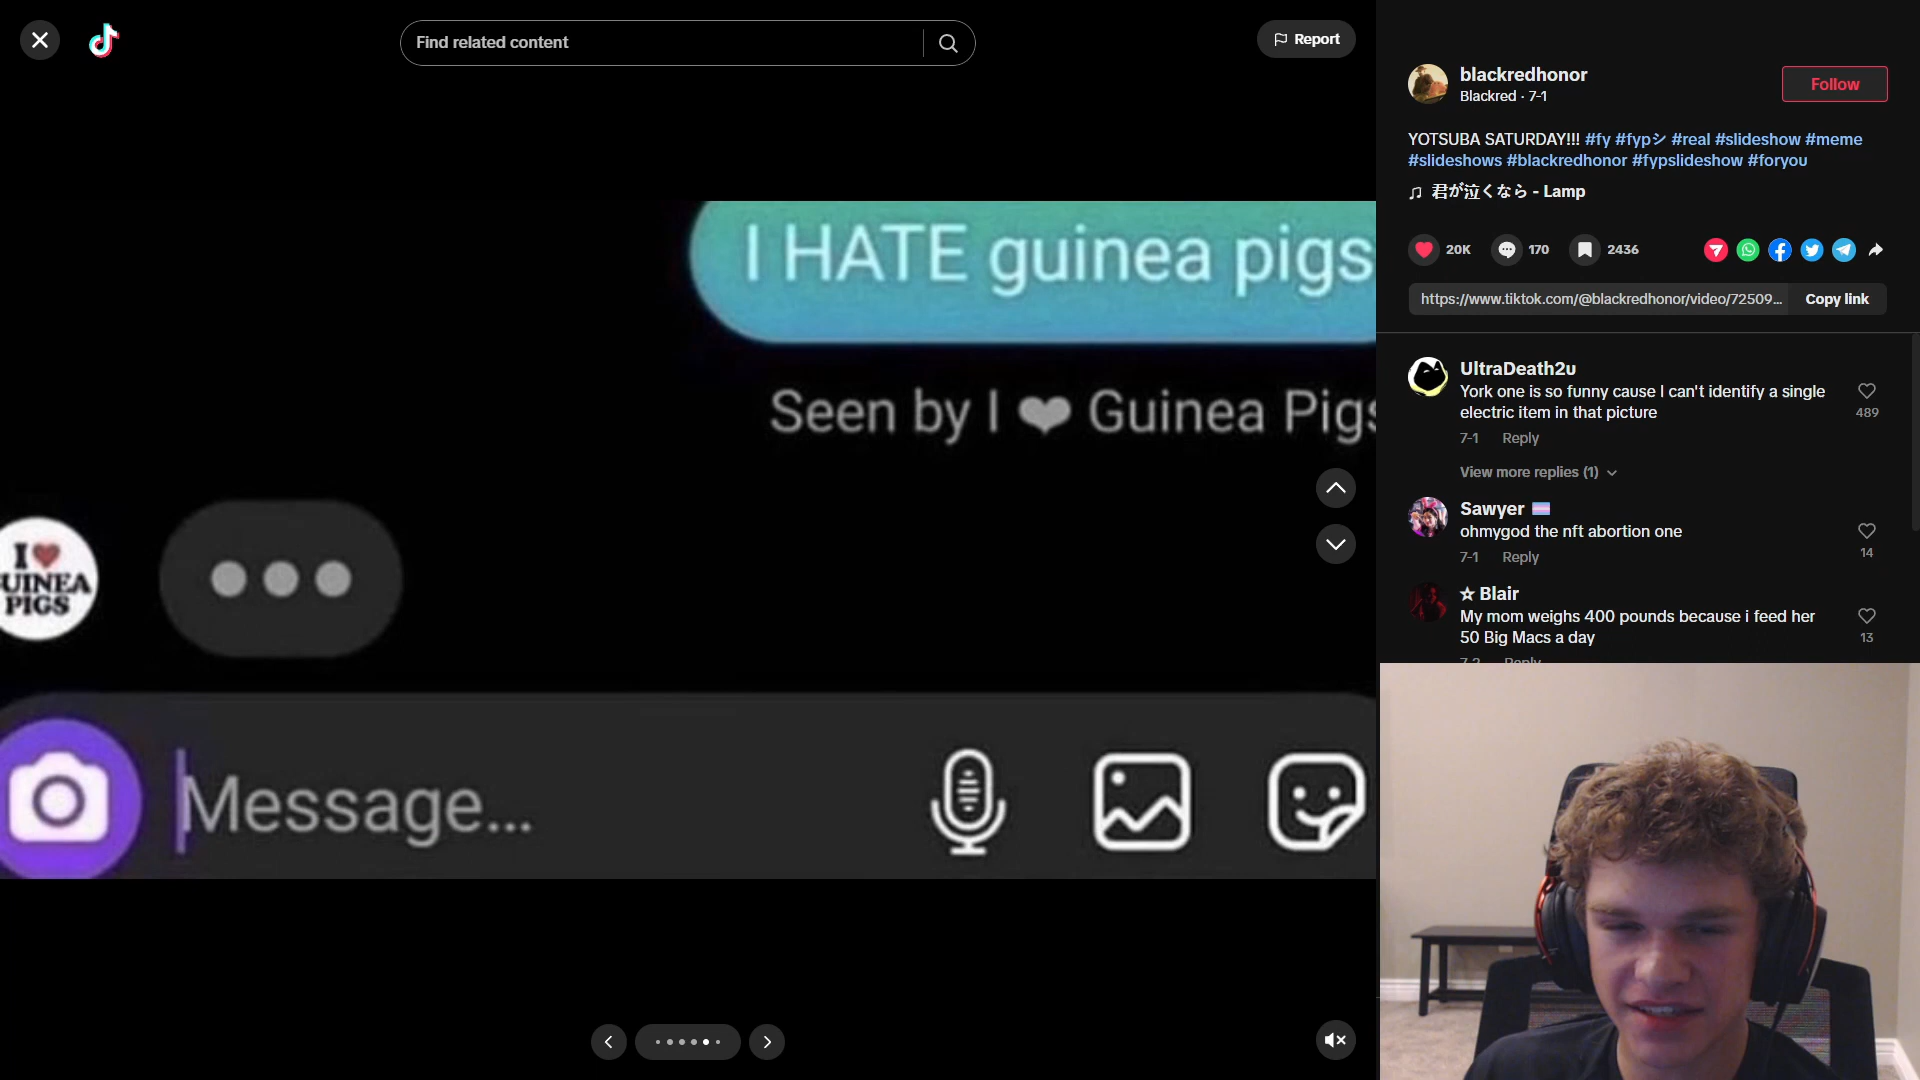 Find related content
Report
I HATE guinea pigs
Seen by I ❤ Guinea Pigs
I❤
GUINEA
PIGS
Message...
blackredhonor
Blackred · 7-1
Follow
YOTSUBA SATURDAY!!! #fy #fypシ #real #slideshow #meme
#slideshows #blackredhonor #fypslideshow #foryou
君が泣くなら - Lamp
20K
170
2436
https://www.tiktok.com/@blackredhonor/video/72509...
Copy link
UltraDeath2u
York one is so funny cause I can't identify a single
electric item in that picture
489
7-1 Reply
View more replies (1)
Sawyer
ohmygod the nft abortion one
14
7-1 Reply
☆ Blair
My mom weighs 400 pounds because i feed her
50 Big Macs a day
13
7-2 Reply